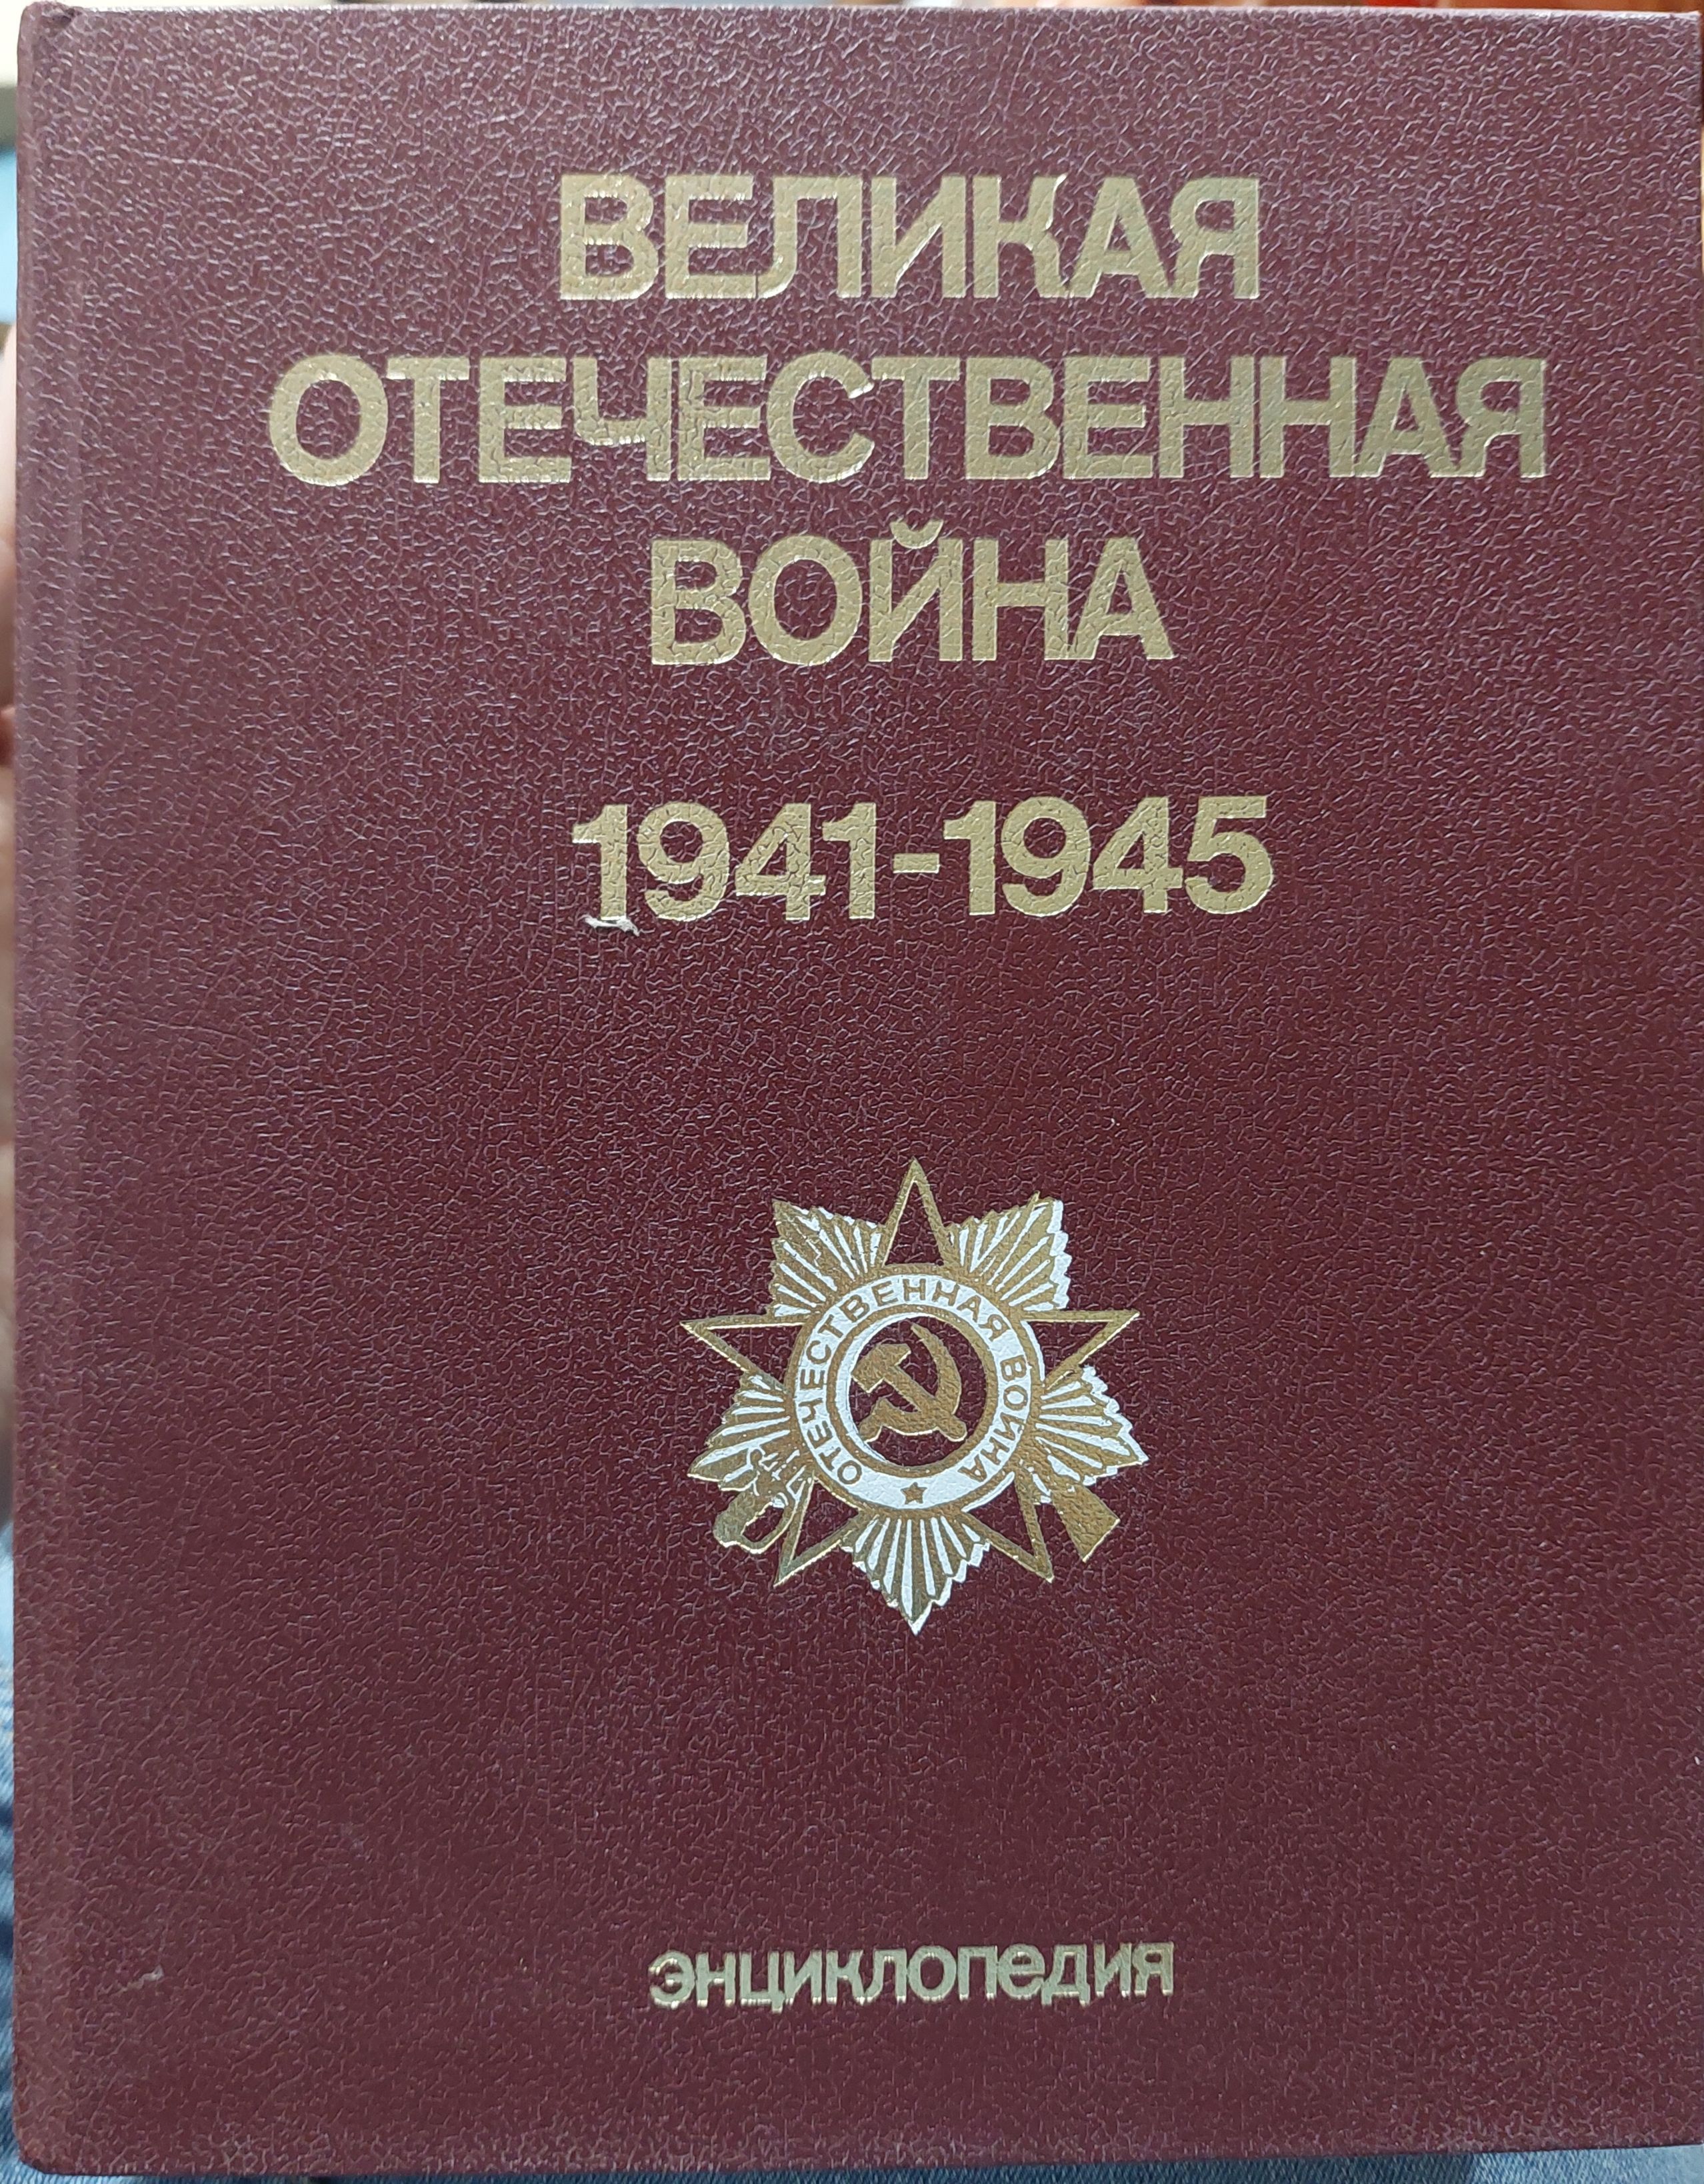 ВЕЛИКАЯ
ОТЕЧЕСТВЕННАЯ
ВОЙНА
1941-1945
ОТЕЧЕСТВЕННАЯ ВОЙНА
энциклопедия